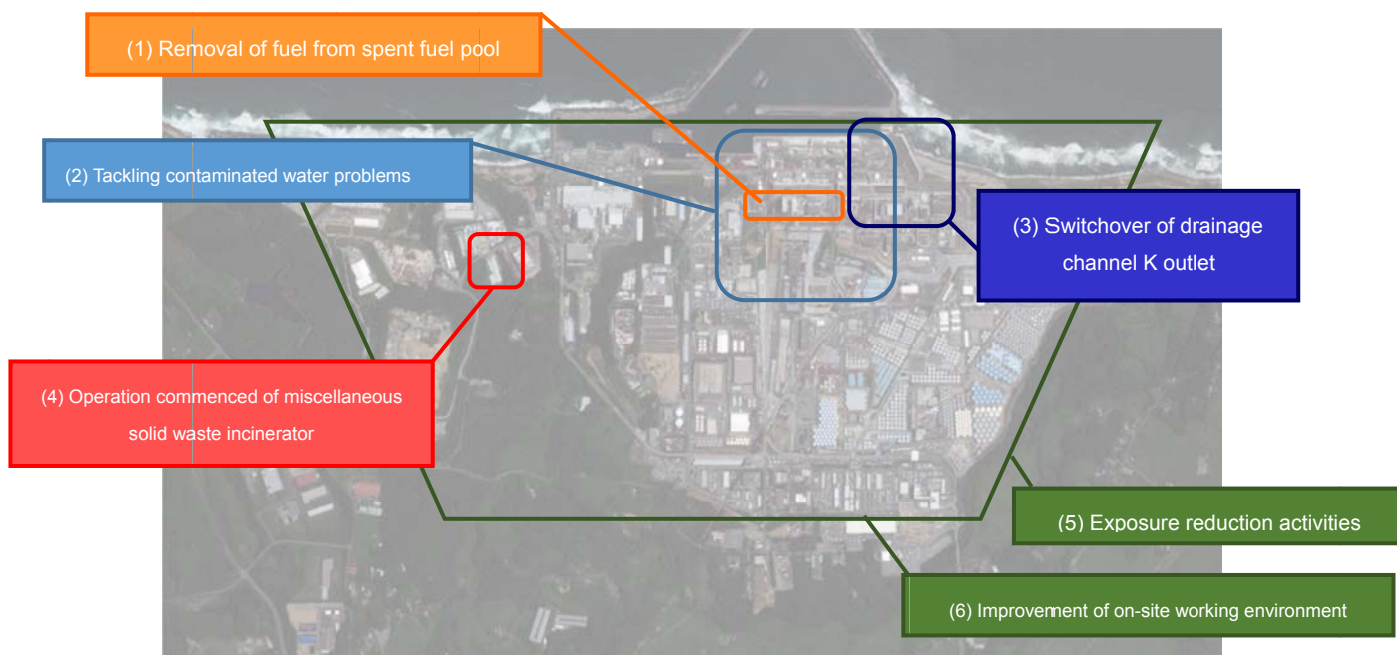 (1) Removal of fuel from spent fuel pool
(2) Tackling contaminated water problems
(3) Switchover of drainage
channel K outlet
(4) Operation commenced of miscellaneous
solid waste incinerator
(5) Exposure reduction activities
(6) Improvement of on-site working environment